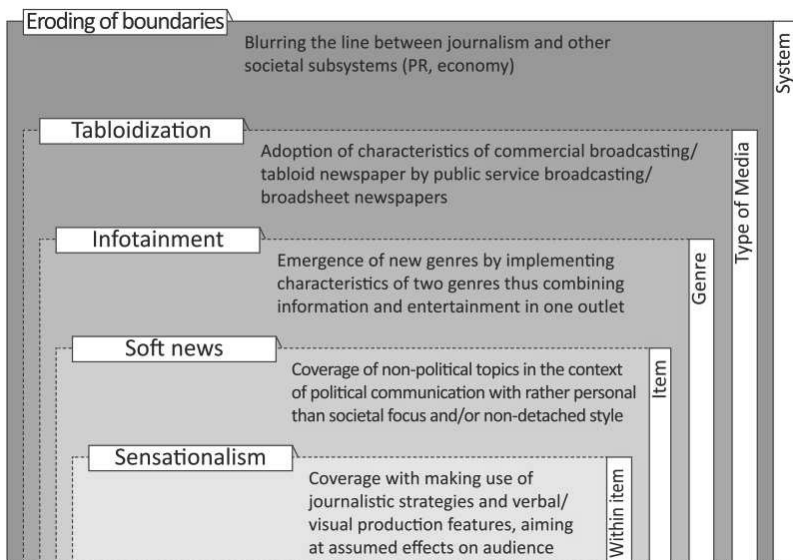 Eroding of boundaries
Blurring the line between journalism and other
societal subsystems (PR, economy)
System
Tabloidization
Adoption of characteristics of commercial broadcasting/
tabloid newspaper by public service broadcasting/
broadsheet newspapers
Type of Media
Infotainment
Emergence of new genres by implementing
characteristics of two genres thus combining
information and entertainment in one outlet
Genre
Soft news
Coverage of non-political topics in the context
of political communication with rather personal
than societal focus and/or non-detached style
Item
Sensationalism
Coverage with making use of
journalistic strategies and verbal/
visual production features, aiming
at assumed effects on audience
Within item